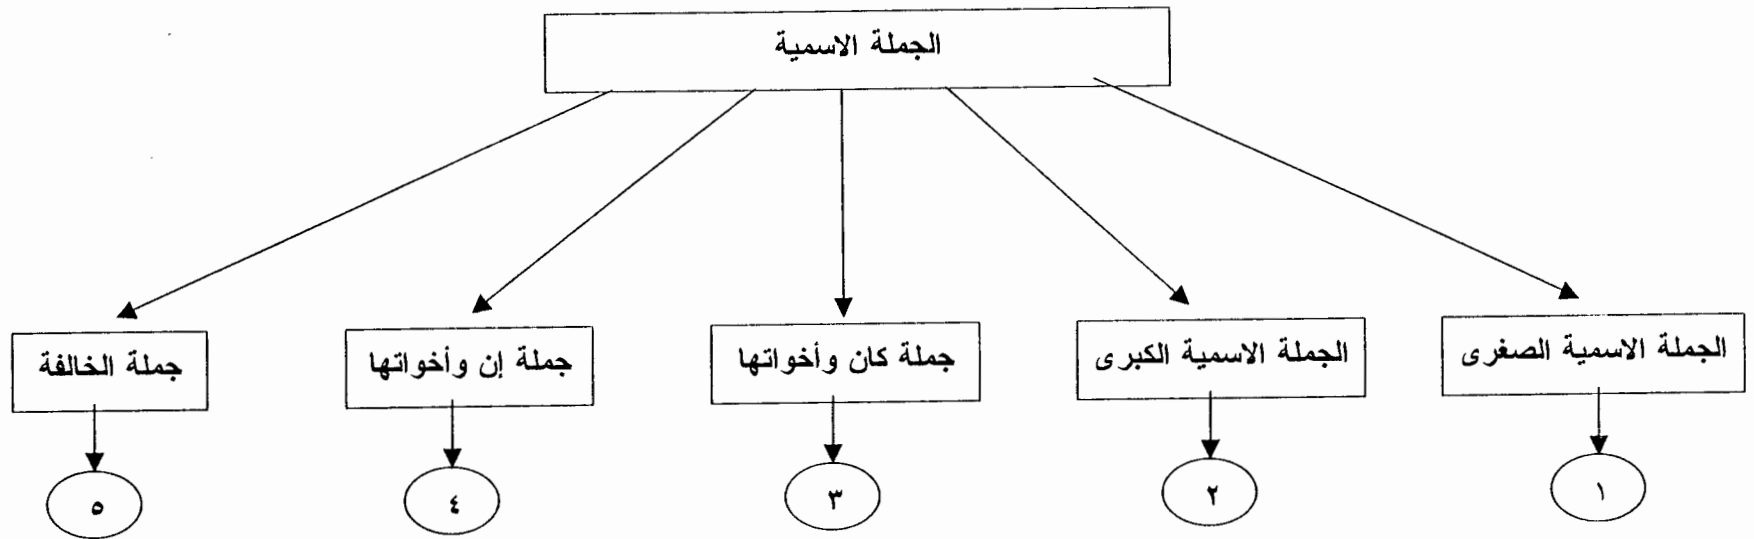 الجملة الاسمية
الجملة الاسمية الصغرى
الجملة الاسمية الكبرى
جملة كان وأخواتها
جملة إن وأخواتها
جملة الخالفة
١
٢
٣
٤
٥